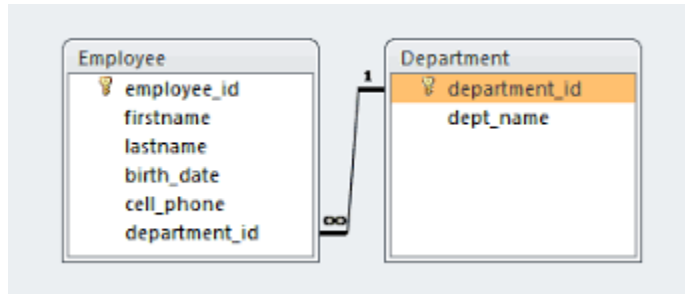 Employee
employee_id
firstname
lastname
birth_date
cell_phone
department_id
1
∞
Department
department_id
dept_name